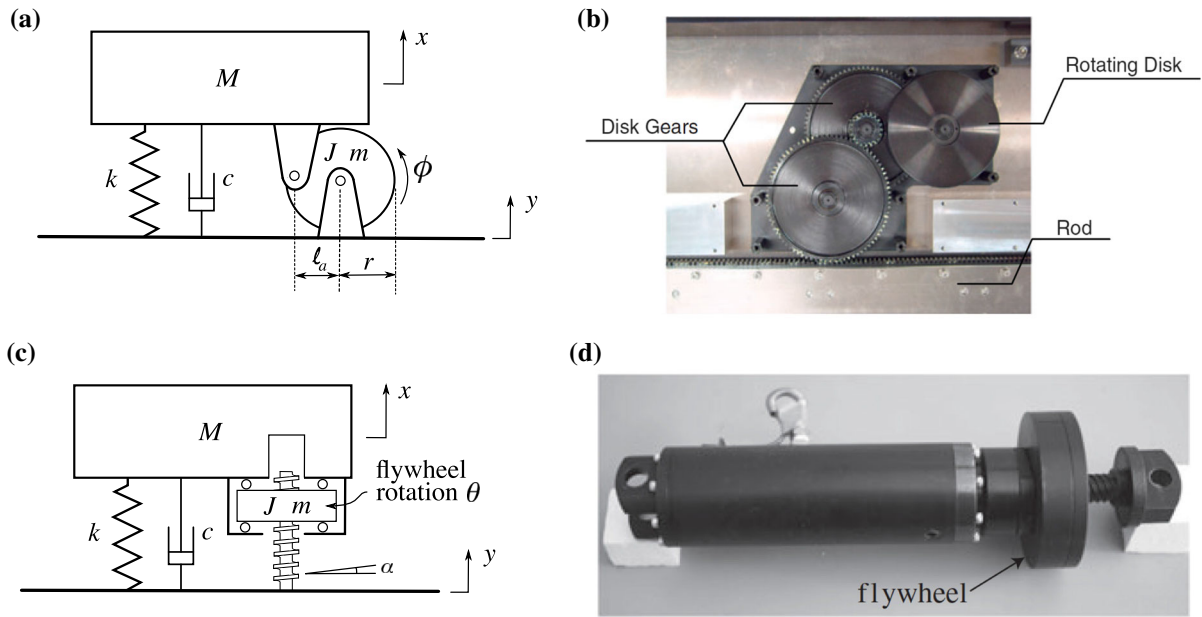 (a)
x
M
J m
k
c
ϕ
y
ℓa
r
(b)
Rotating Disk
Disk Gears
Rod
(c)
x
M
flywheel
rotation θ
J m
k
c
α
y
(d)
flywheel